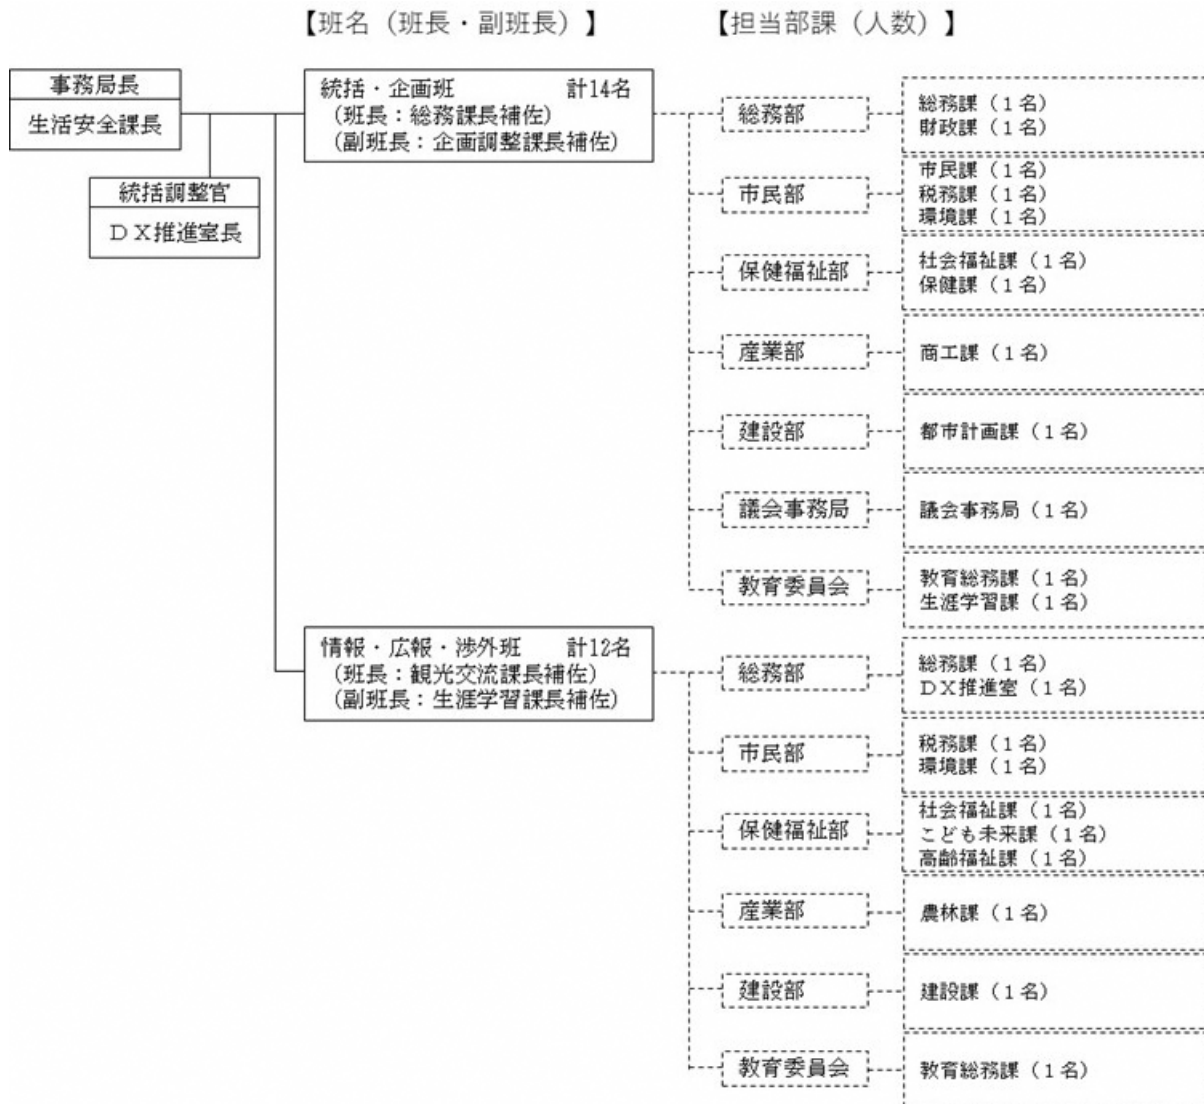 【班名（班長・副班長）】
【担当部課（人数）】
事務局長
生活安全課長
統括調整官
ＤＸ推進室長
統括・企画班　計14名
（班長：総務課長補佐）
（副班長：企画調整課長補佐）
総務部
総務課（１名）
財政課（１名）
市民部
市民課（１名）
税務課（１名）
環境課（１名）
保健福祉部
社会福祉課（１名）
保健課（１名）
産業部
商工課（１名）
建設部
都市計画課（１名）
議会事務局
議会事務局（１名）
教育委員会
教育総務課（１名）
生涯学習課（１名）
情報・広報・渉外班　計12名
（班長：観光交流課長補佐）
（副班長：生涯学習課長補佐）
総務部
総務課（１名）
ＤＸ推進室（１名）
市民部
税務課（１名）
環境課（１名）
保健福祉部
社会福祉課（１名）
こども未来課（１名）
高齢福祉課（１名）
産業部
農林課（１名）
建設部
建設課（１名）
教育委員会
教育総務課（１名）